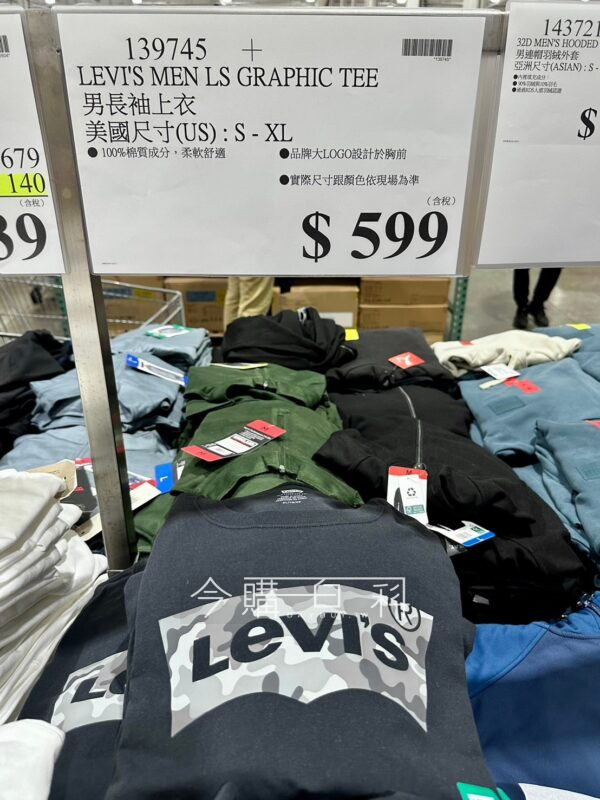 139745 +
LEVI'S MEN LS GRAPHIC TEE
男長袖上衣
美國尺寸(US) : S - XL
●100%棉質成分，柔軟舒適
●品牌大LOGO設計於胸前
●實際尺寸跟顏色依現場為準
(含稅)
$ 599
679
140
(含稅)
39
143721
32D MEN'S HOODED
男連帽羽絨外套
亞洲尺寸(ASIAN) : S -
$
今購百彩
Levi's®
Le
M
M
L